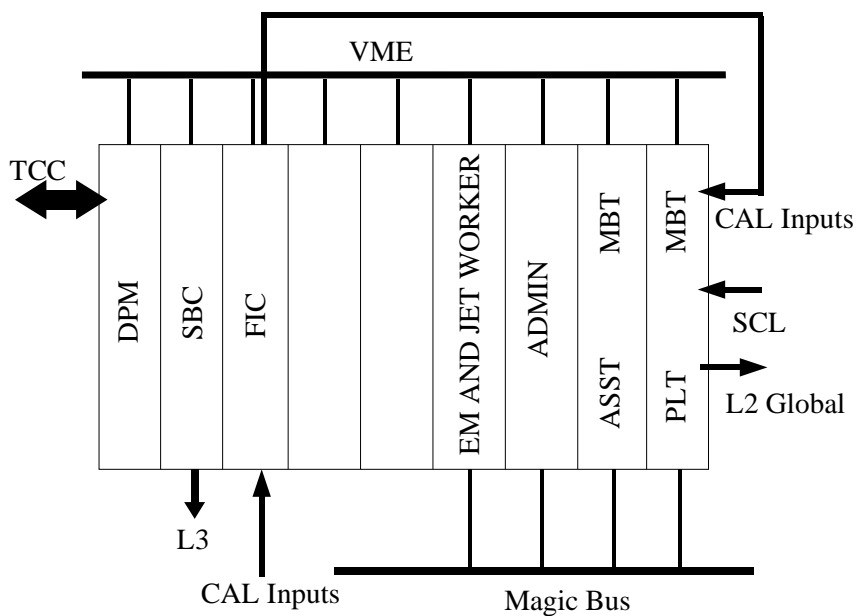 VME
TCC
DPM
SBC
FIC
EM AND JET WORKER
ADMIN
MBT
ASST
MBT
PLT
CAL Inputs
SCL
L2 Global
L3
CAL Inputs
Magic Bus